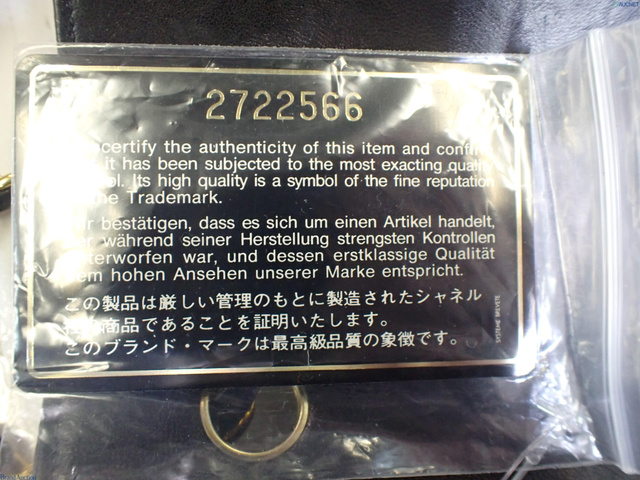 2722566
certify the authenticity of this item and confirm
it has been subjected to the most exacting quality
Its high quality is a symbol of the fine reputation
the Trademark.
bestätigen, dass es sich um einen Artikel handelt,
während seiner Herstellung strengsten Kontrollen
unterworfen war, und dessen erstklassige Qualität
dem hohen Ansehen unserer Marke entspricht.
この製品は厳しい管理のもとに製造されたシャネル
商品であることを証明いたします。
このブランド・マークは最高級品質の象徴です。
AUCNET